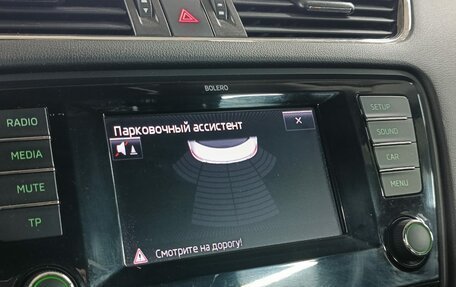 BOLERO
RADIO
MEDIA
MUTE
TP
Парковочный ассистент
Смотрите на дорогу!
SETUP
SOUND
CAR
MENU